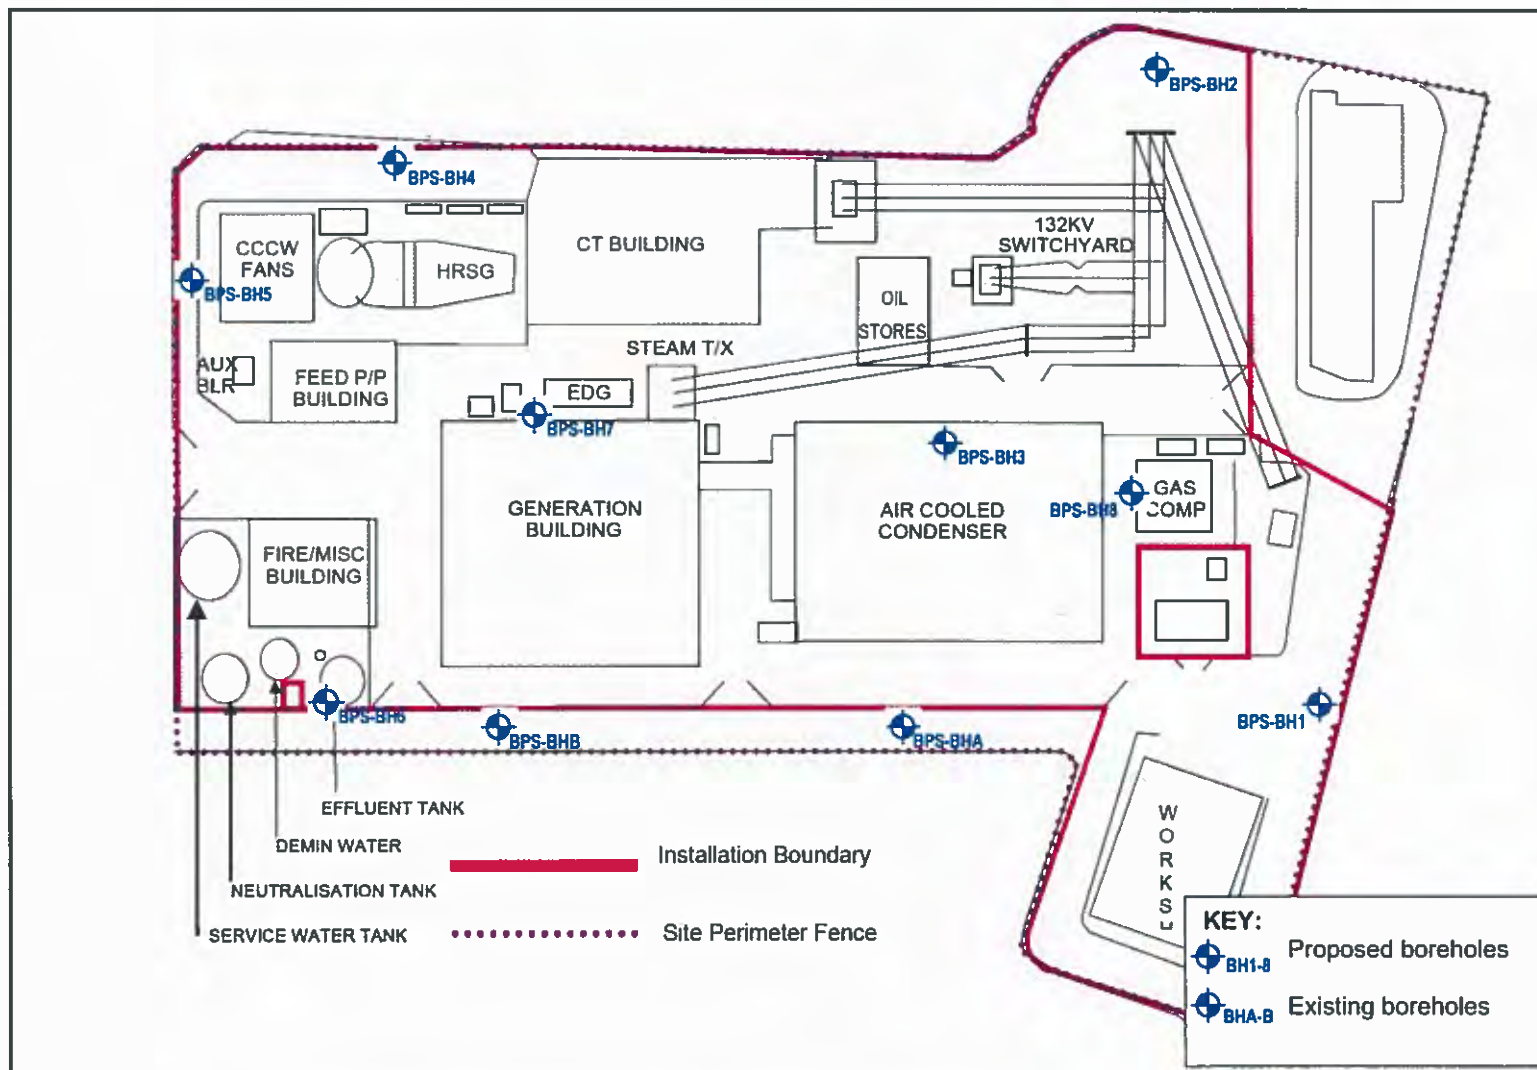 BPS-BH2
BPS-BH4
132KV
SWITCHYARD
CT BUILDING
CCCW
FANS
HRSG
BPS-BH5
OIL
STORES
STEAM T/X
AUX
BLR
FEED P/P
BUILDING
EDG
BPS-BH7
BPS-BH3
GENERATION
BUILDING
AIR COOLED
CONDENSER
BPS-BH8
GAS
COMP
FIRE/MISC
BUILDING
BPS-BH6
BPS-BHB
BPS-BHA
BPS-BH1
EFFLUENT TANK
DEMIN WATER
NEUTRALISATION TANK
SERVICE WATER TANK
Installation Boundary
Site Perimeter Fence
W
O
R
K
S
KEY:
BH1-8 Proposed boreholes
BHA-B Existing boreholes